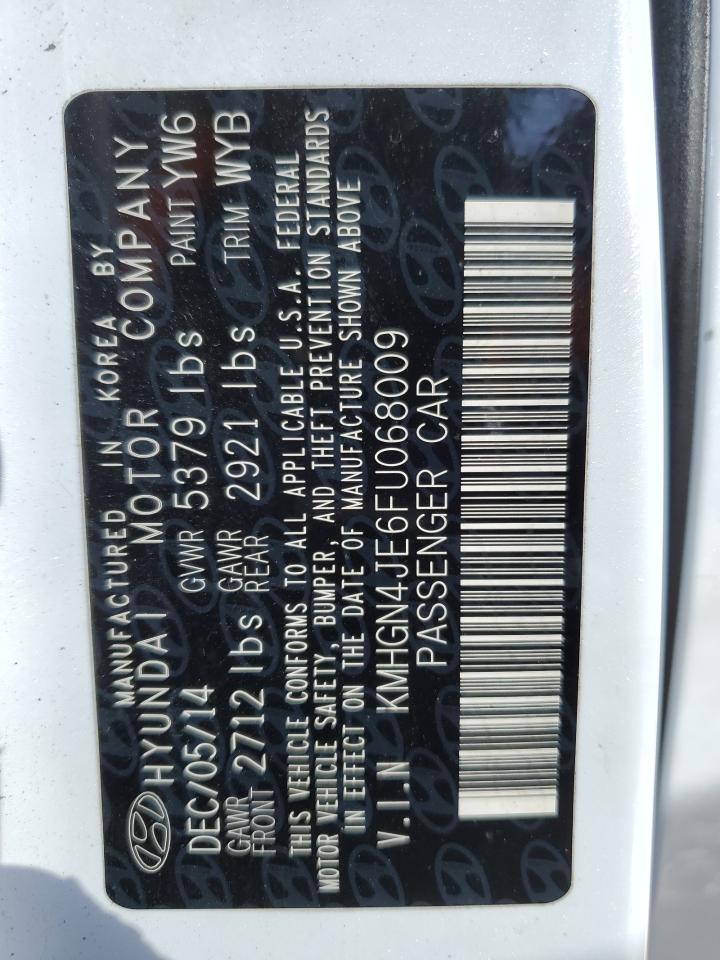 MANUFACTURED IN KOREA BY
HYUNDAI MOTOR COMPANY
DEC/05/14 GVWR 5379 lbs PAINT YW6
GAWR FRONT 2712 lbs GAWR REAR 2921 lbs TRIM WYB
THIS VEHICLE CONFORMS TO ALL APPLICABLE U.S.A. FEDERAL
MOTOR VEHICLE SAFETY, BUMPER, AND THEFT PREVENTION STANDARDS
IN EFFECT ON THE DATE OF MANUFACTURE SHOWN ABOVE
V.I.N KMHGN4JE6FU068009
PASSENGER CAR